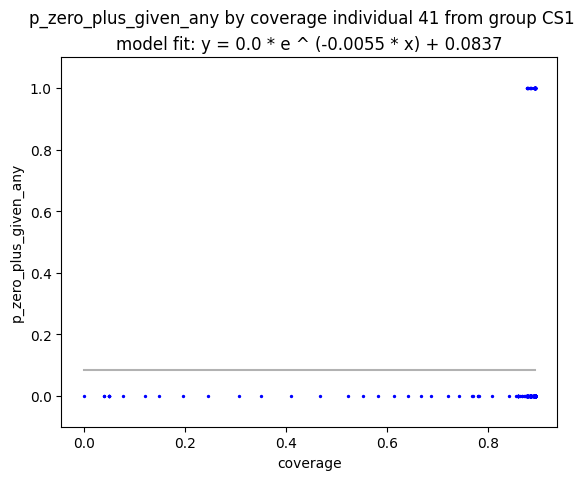 p_zero_plus_given_any by coverage individual 41 from group CS1
model fit: y = 0.0 * e ^ (-0.0055 * x) + 0.0837
1.0
0.8
0.6
0.4
0.2
0.0
p_zero_plus_given_any
0.0 0.2 0.4 0.6 0.8
coverage